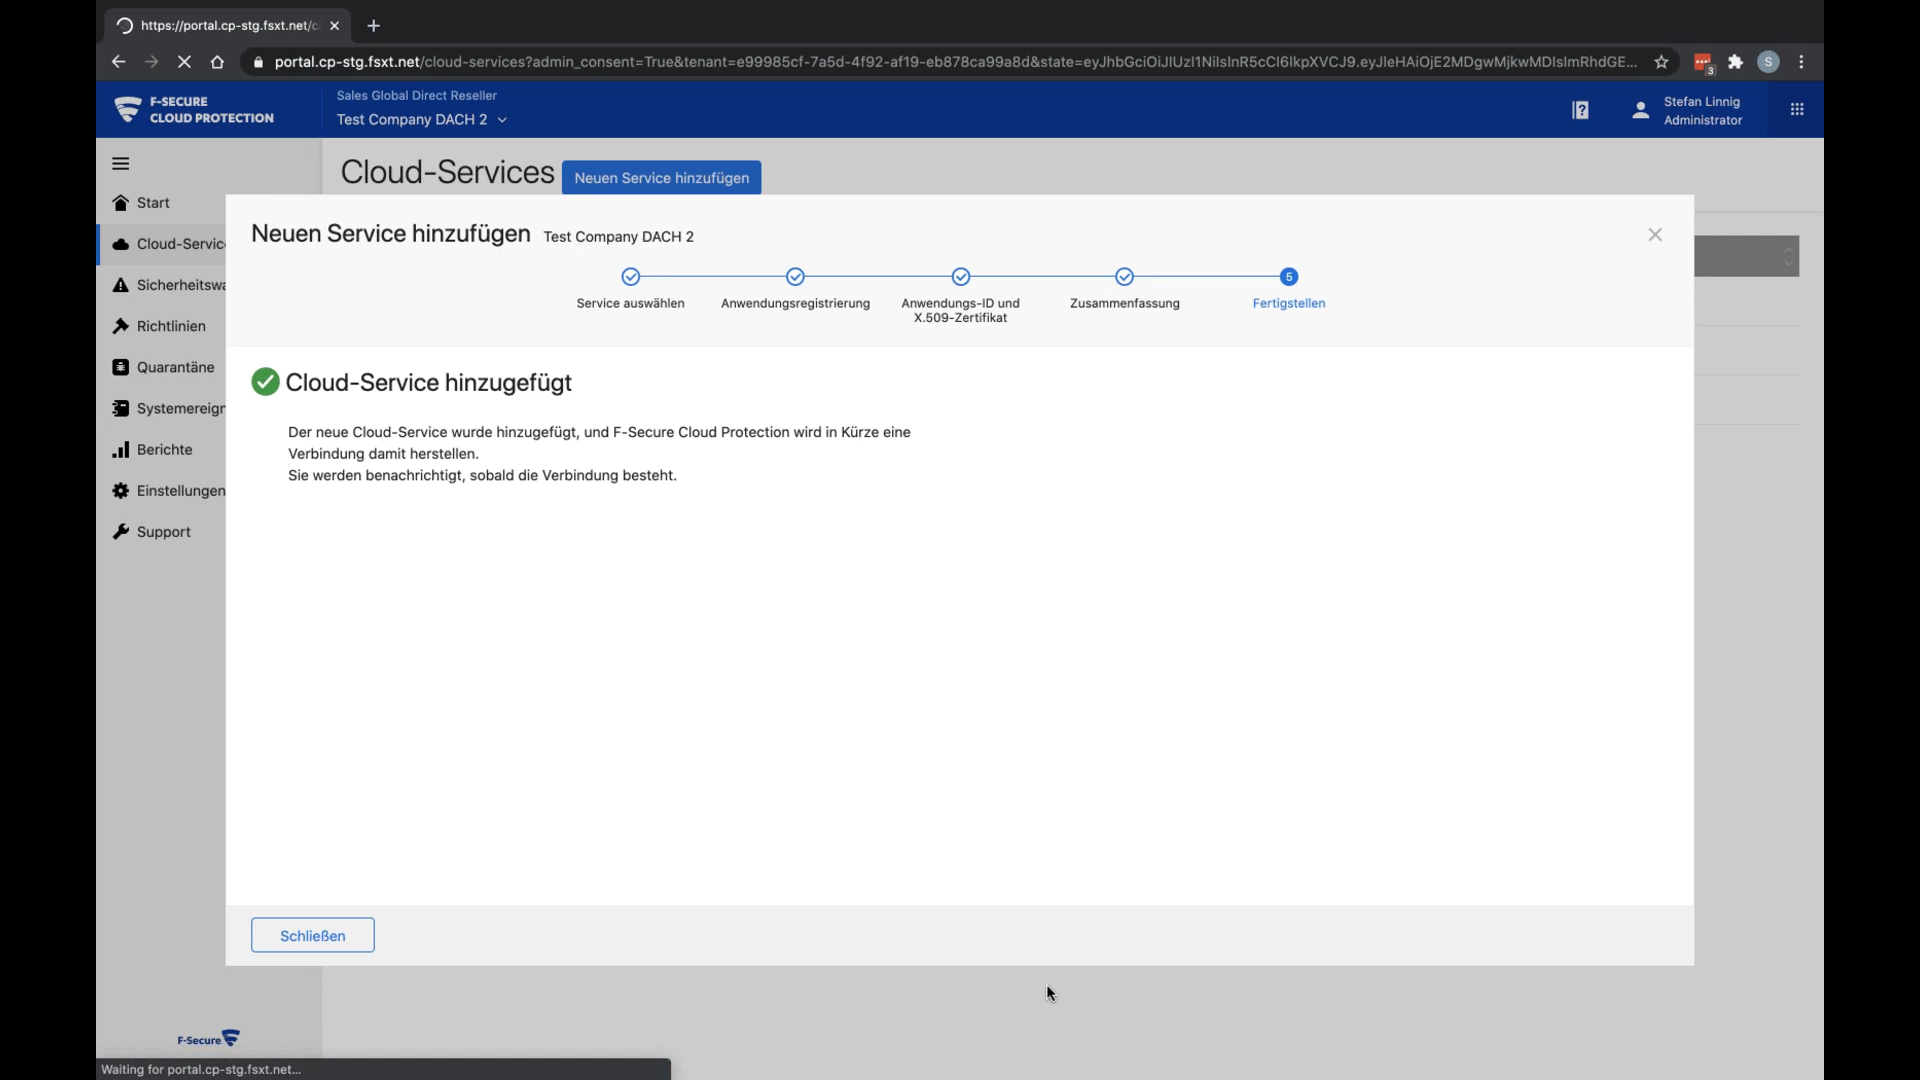 https://portal.cp-stg.fsxt.net/c
portal.cp-stg.fsxt.net/cloud-services?admin_consent=True&tenant=e99985cf-7a5d-4f92-af19-eb878ca99a8d&state=eyJhbGciOiJIUzI1NiIsInR5cCI6IkpXVCJ9.eyJleHAiOjE2MDgwMjkwMDIsImRhdGE...
3
S
F-SECURE
CLOUD PROTECTION
Sales Global Direct Reseller
Test Company DACH 2
Stefan Linnig
Administrator
Cloud-Services
Neuen Service hinzufügen
Start
Cloud-Servic
Sicherheitswa
Richtlinien
Quarantäne
Systemereign
Berichte
Einstellungen
Support
Neuen Service hinzufügen Test Company DACH 2
5
Service auswählen
Anwendungsregistrierung
Anwendungs-ID und
X.509-Zertifikat
Zusammenfassung
Fertigstellen
Cloud-Service hinzugefügt
Der neue Cloud-Service wurde hinzugefügt, und F-Secure Cloud Protection wird in Kürze eine
Verbindung damit herstellen.
Sie werden benachrichtigt, sobald die Verbindung besteht.
Schließen
F-Secure
Waiting for portal.cp-stg.fsxt.net...